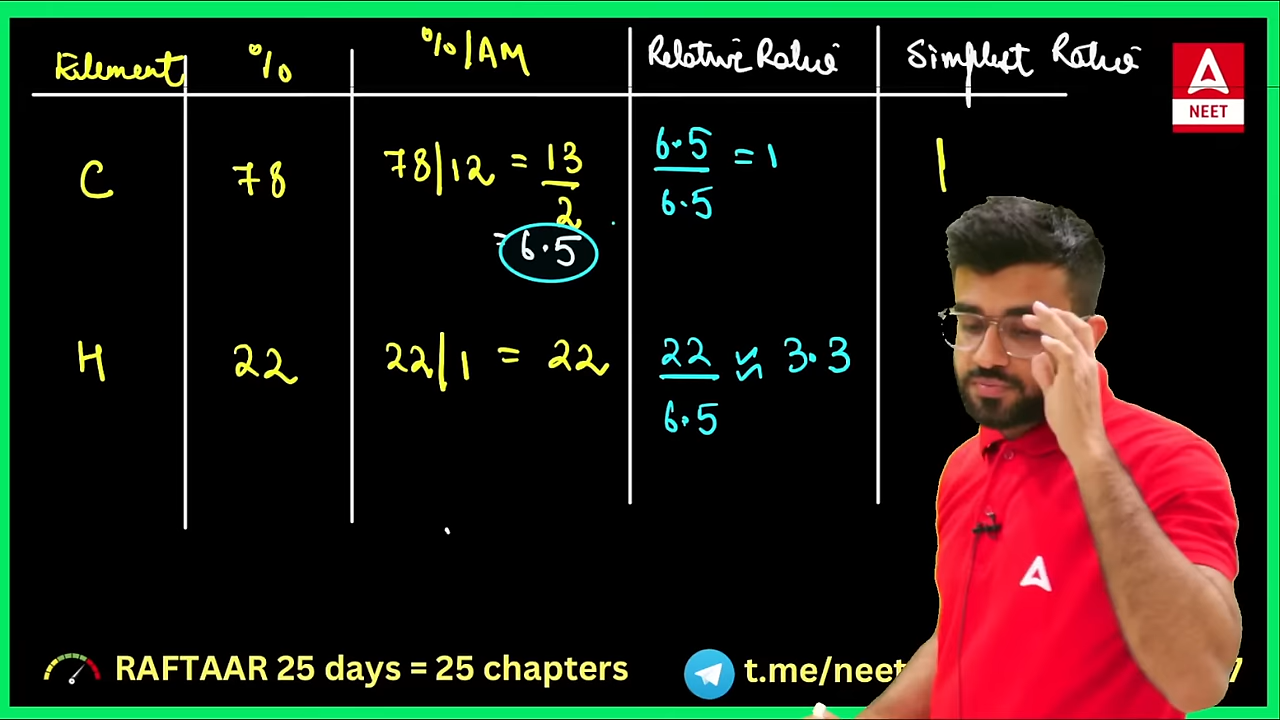 Element % %/AM Relative Ratio Simplest Ratio
NEET
C 78 78/12 = 13/2 6.5/6.5 = 1 1
= 6.5
H 22 22/1 = 22 22/6.5 ≈ 3.3
RAFTAAR 25 days = 25 chapters t.me/neet